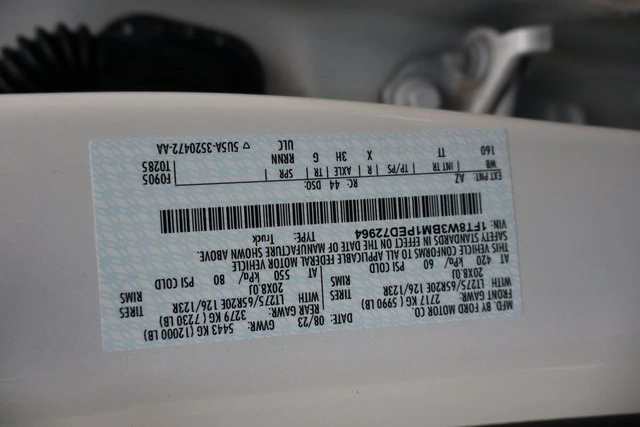 MFD. BY FORD MOTOR CO.
DATE: 08/23 GVWR: 5443 KG (12000 LB)
FRONT GAWR: 2717 KG (5990 LB) REAR GAWR: 3279 KG (7230 LB)
WITH LT275/65R20E 126/123R TIRES WITH LT275/65R20E 126/123R TIRES
20X8.0J RIMS 20X8.0J RIMS
AT 420 kPa/ 60 PSI COLD AT 550 kPa/ 80 PSI COLD
THIS VEHICLE CONFORMS TO ALL APPLICABLE FEDERAL MOTOR VEHICLE
SAFETY STANDARDS IN EFFECT ON THE DATE OF MANUFACTURE SHOWN ABOVE.
VIN: 1FT8W3BM1PED72964 TYPE: Truck
EXT PNT: AZ RC: 44 DSO: F0905
WB INT TR TP/PS R AXLE TR SPR T0285
160 TT X 3H G RRNN
ULC
▽ 5U5A-3520472-AA